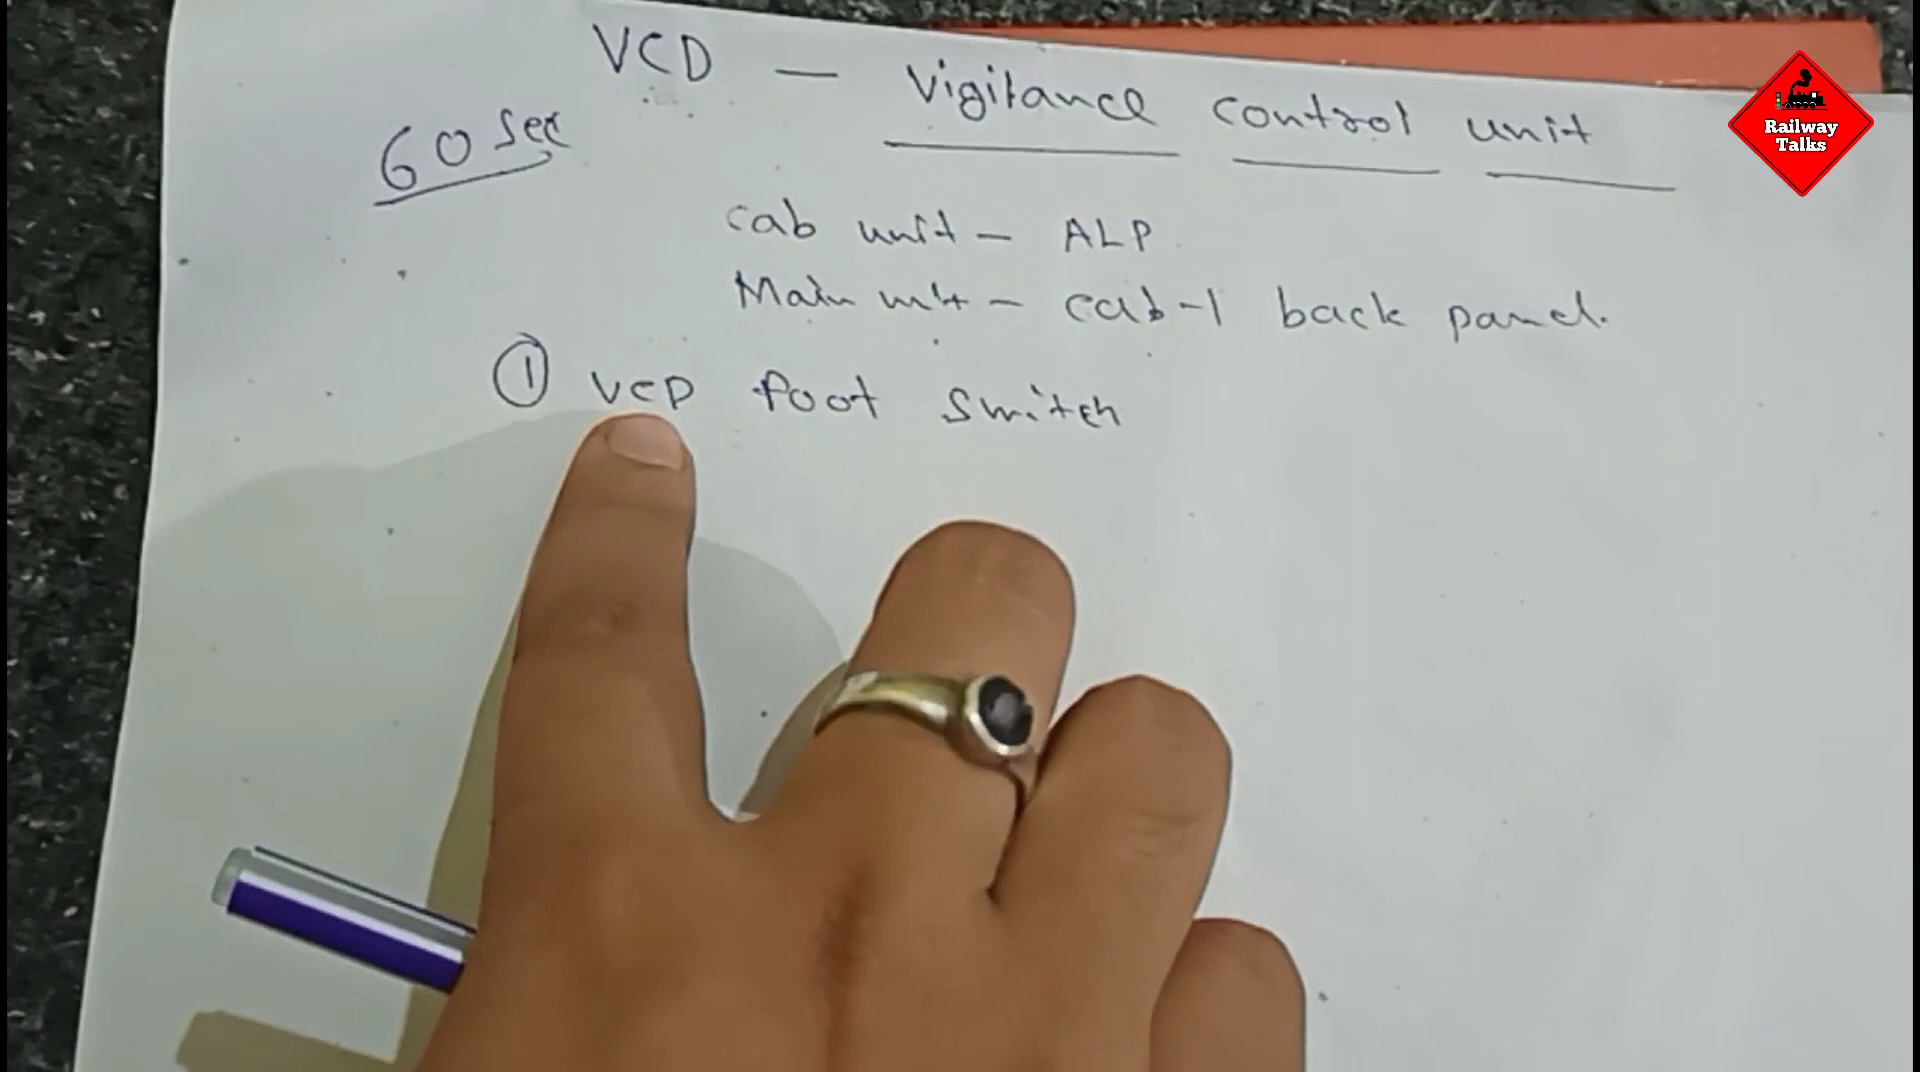 VCD — Vigilance control unit
60 Sec
cab unit — ALP
Main unit — cab-1 back panel.
① VCD foot switch
Railway
Talks